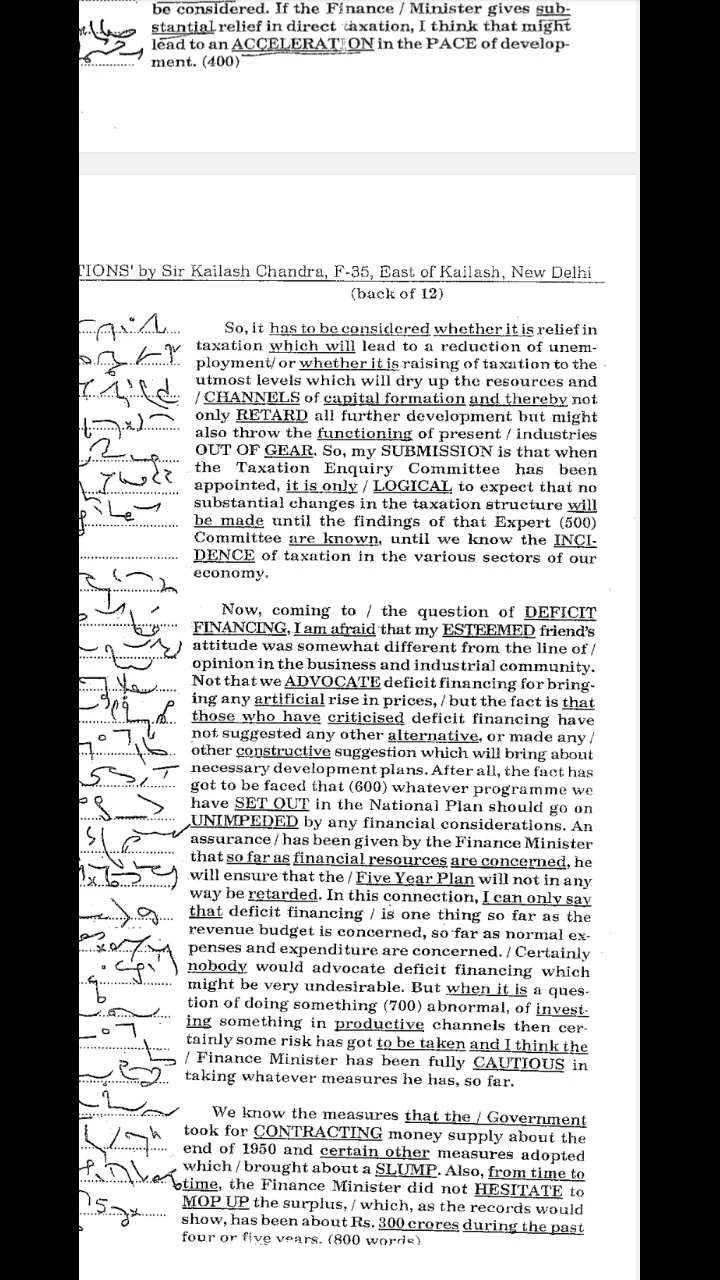 be considered. If the Finance / Minister gives sub-
stantial relief in direct taxation, I think that might
lead to an ACCELERATION in the PACE of develop-
ment. (400)
TIONS' by Sir Kailash Chandra, F-35, East of Kailash, New Delhi
(back of 12)
So, it has to be considered whether it is relief in
taxation which will lead to a reduction of unem-
ployment/ or whether it is raising of taxation to the
utmost levels which will dry up the resources and
/ CHANNELS of capital formation and thereby not
only RETARD all further development but might
also throw the functioning of present / industries
OUT OF GEAR. So, my SUBMISSION is that when
the Taxation Enquiry Committee has been
appointed, it is only / LOGICAL to expect that no
substantial changes in the taxation structure will
be made until the findings of that Expert (500)
Committee are known, until we know the INCI-
DENCE of taxation in the various sectors of our
economy.
Now, coming to / the question of DEFICIT
FINANCING, I am afraid that my ESTEEMED friend's
attitude was somewhat different from the line of /
opinion in the business and industrial community.
Not that we ADVOCATE deficit financing for bring-
ing any artificial rise in prices, / but the fact is that
those who have criticised deficit financing have
not suggested any other alternative, or made any /
other constructive suggestion which will bring about
necessary development plans. After all, the fact has
got to be faced that (600) whatever programme we
have SET OUT in the National Plan should go on
UNIMPEDED by any financial considerations. An
assurance / has been given by the Finance Minister
that so far as financial resources are concerned, he
will ensure that the / Five Year Plan will not in any
way be retarded. In this connection, I can only say
that deficit financing / is one thing so far as the
revenue budget is concerned, so far as normal ex-
penses and expenditure are concerned. / Certainly
nobody would advocate deficit financing which
might be very undesirable. But when it is a ques-
tion of doing something (700) abnormal, of invest-
ing something in productive channels then cer-
tainly some risk has got to be taken and I think the
/ Finance Minister has been fully CAUTIOUS in
taking whatever measures he has, so far.
We know the measures that the / Government
took for CONTRACTING money supply about the
end of 1950 and certain other measures adopted
which / brought about a SLUMP. Also, from time to
time, the Finance Minister did not HESITATE to
MOP UP the surplus, / which, as the records would
show, has been about Rs. 300 crores during the past
four or five years. (800 words)